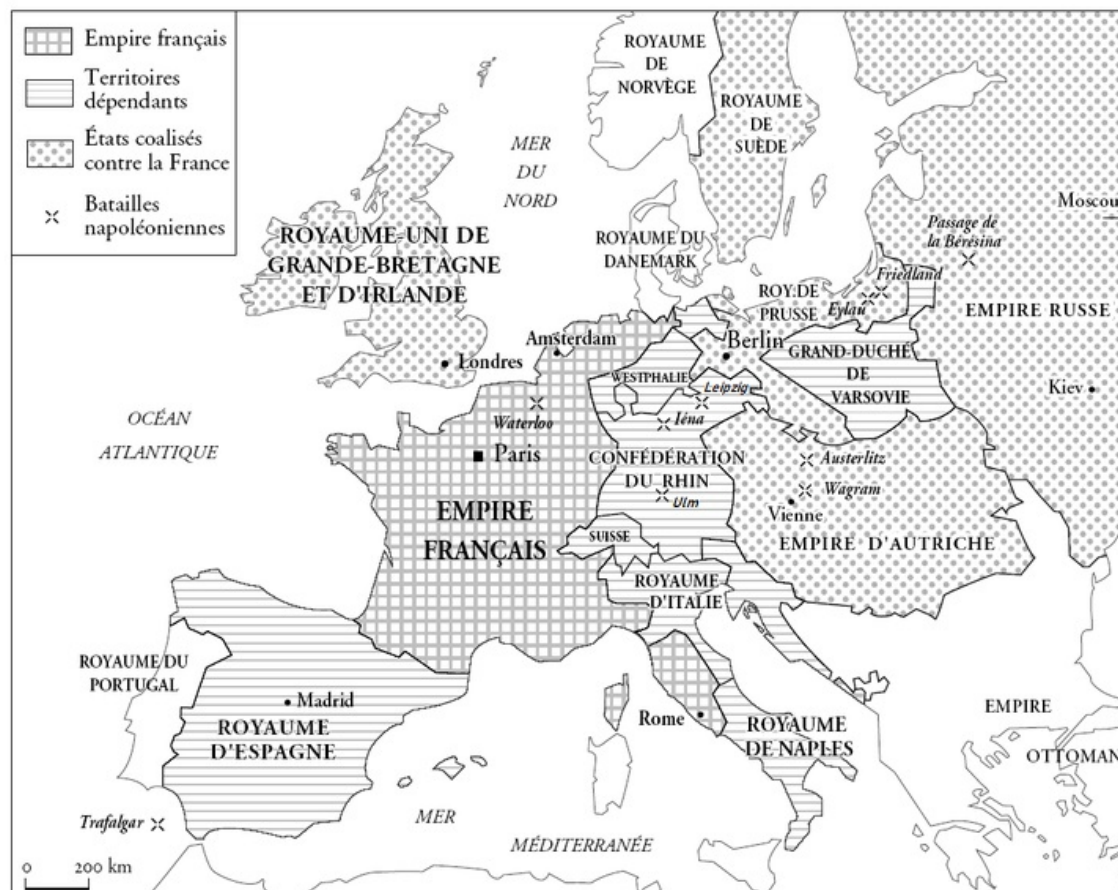 Empire français
Territoires
dépendants
États coalisés
contre la France
Batailles
napoléoniennes
ROYAUME
DE
NORVÈGE
ROYAUME
DE
SUÈDE
MER
DU
NORD
Moscou
Passage de
la Bérésina
ROYAUME-UNI DE
GRANDE-BRETAGNE
ET D'IRLANDE
ROYAUME DU
DANEMARK
Friedland
Eylau
ROY. DE
PRUSSE
EMPIRE RUSSE
Amsterdam
Berlin
GRAND-DUCHÉ
DE
VARSOVIE
Londres
WESTPHALIE
Leipzig
Kiev
OCÉAN
ATLANTIQUE
Waterloo
Iéna
Paris
CONFÉDÉRATION
DU RHIN
Austerlitz
Wagram
Ulm
Vienne
EMPIRE
FRANÇAIS
SUISSE
EMPIRE D'AUTRICHE
ROYAUME
D'ITALIE
ROYAUME DU
PORTUGAL
Madrid
ROYAUME
D'ESPAGNE
Rome
ROYAUME
DE NAPLES
EMPIRE
OTTOMAN
Trafalgar
MER
MÉDITERRANÉE
0 200 km